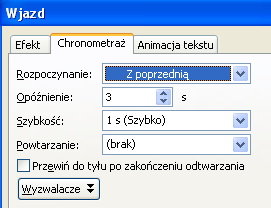 Wjazd
Efekt Chronometraż Animacja tekstu
Rozpoczynanie: Z poprzednią
Opóźnienie: 3 s
Szybkość: 1 s (Szybko)
Powtarzanie: (brak)
Przewiń do tyłu po zakończeniu odtwarzania
Wyzwalacze